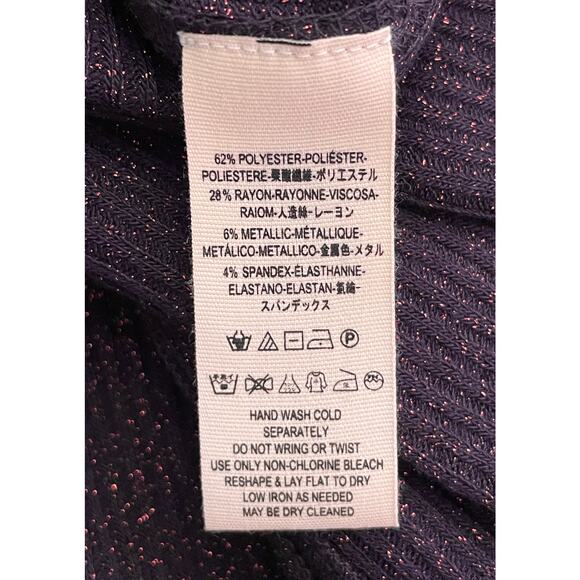 62% POLYESTER-POLIÉSTER-
POLIESTERE-聚酯纖維-ポリエステル
28% RAYON-RAYONNE-VISCOSA-
RAIOM-人造絲-レーヨン
6% METALLIC-MÉTALLIQUE-
METÁLICO-METALLICO-金属色-メタル
4% SPANDEX-ÉLASTHANNE-
ELASTANO-ELASTAN-氨綸-
スパンデックス
P
HAND WASH COLD
SEPARATELY
DO NOT WRING OR TWIST
USE ONLY NON-CHLORINE BLEACH
RESHAPE & LAY FLAT TO DRY
LOW IRON AS NEEDED
MAY BE DRY CLEANED